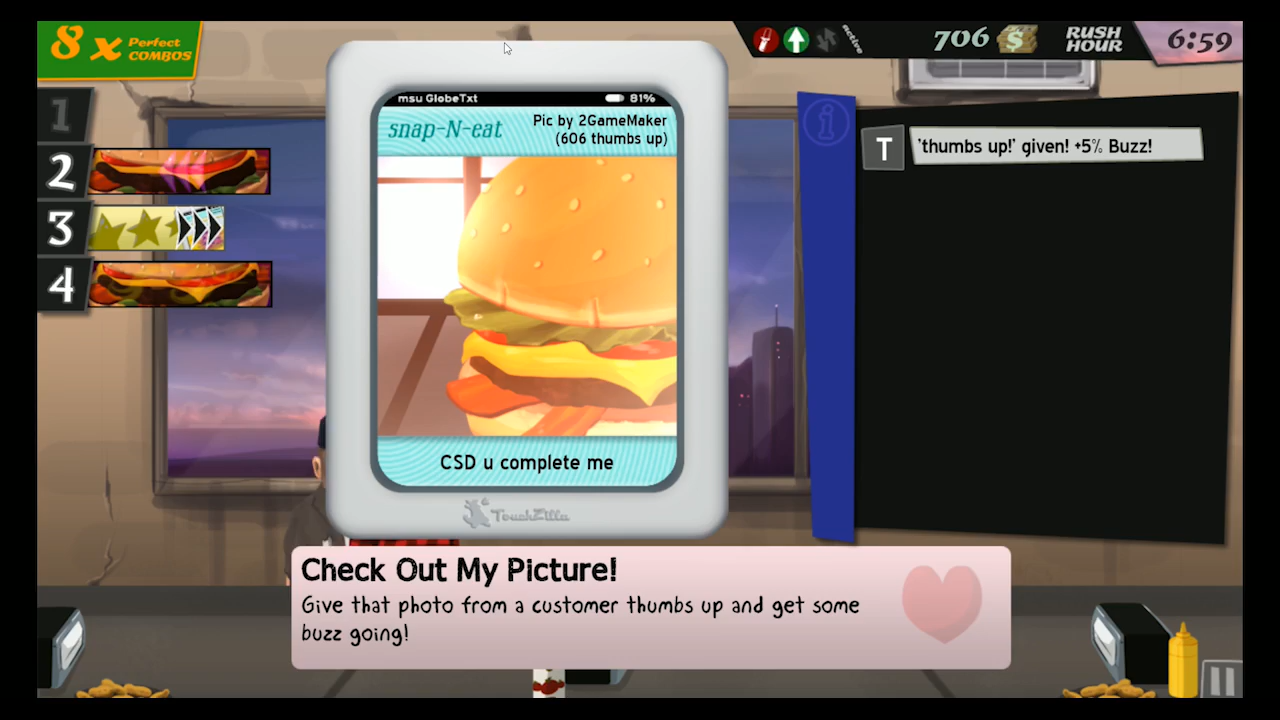 8 x Perfect COMBOS
active
706
RUSH HOUR
6:59
1
2
3
4
msu GlobeTxt 81%
snap-N-eat
Pic by 2GameMaker
(606 thumbs up)
CSD u complete me
TouchZilla
T 'thumbs up!' given! +5% Buzz!
Check Out My Picture!
Give that photo from a customer thumbs up and get some
buzz going!